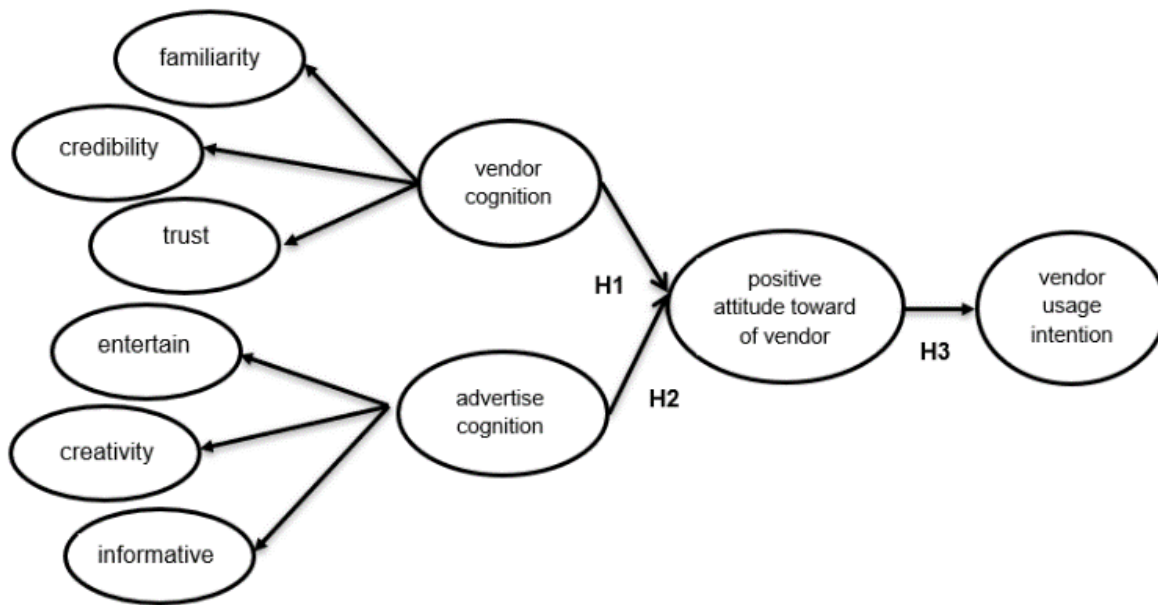 familiarity
credibility
trust
entertain
creativity
informative
vendor
cognition
advertise
cognition
H1
H2
positive
attitude toward
of vendor
H3
vendor
usage
intention